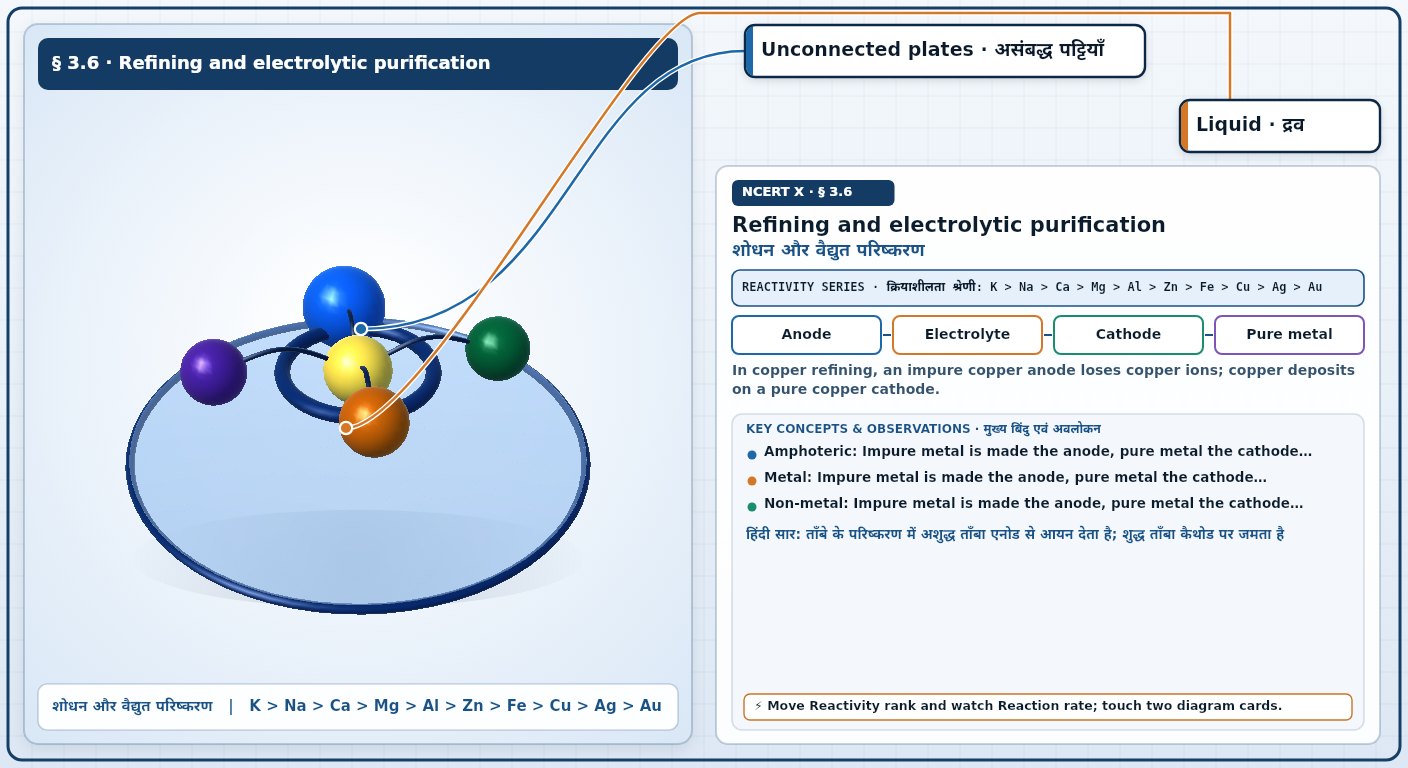 § 3.6 · Refining and electrolytic purification
Unconnected plates · असंबद्ध पट्टियाँ
Liquid · द्रव
NCERT X · § 3.6
Refining and electrolytic purification
शोधन और वैद्युत परिष्करण
REACTIVITY SERIES · क्रियाशीलता श्रेणी: K > Na > Ca > Mg > Al > Zn > Fe > Cu > Ag > Au
Anode
Electrolyte
Cathode
Pure metal
In copper refining, an impure copper anode loses copper ions; copper deposits
on a pure copper cathode.
KEY CONCEPTS & OBSERVATIONS · मुख्य बिंदु एवं अवलोकन
Amphoteric: Impure metal is made the anode, pure metal the cathode…
Metal: Impure metal is made the anode, pure metal the cathode…
Non-metal: Impure metal is made the anode, pure metal the cathode…
हिंदी सार: ताँबे के परिष्करण में अशुद्ध ताँबा एनोड से आयन देता है; शुद्ध ताँबा कैथोड पर जमता है
⚡ Move Reactivity rank and watch Reaction rate; touch two diagram cards.
शोधन और वैद्युत परिष्करण | K > Na > Ca > Mg > Al > Zn > Fe > Cu > Ag > Au